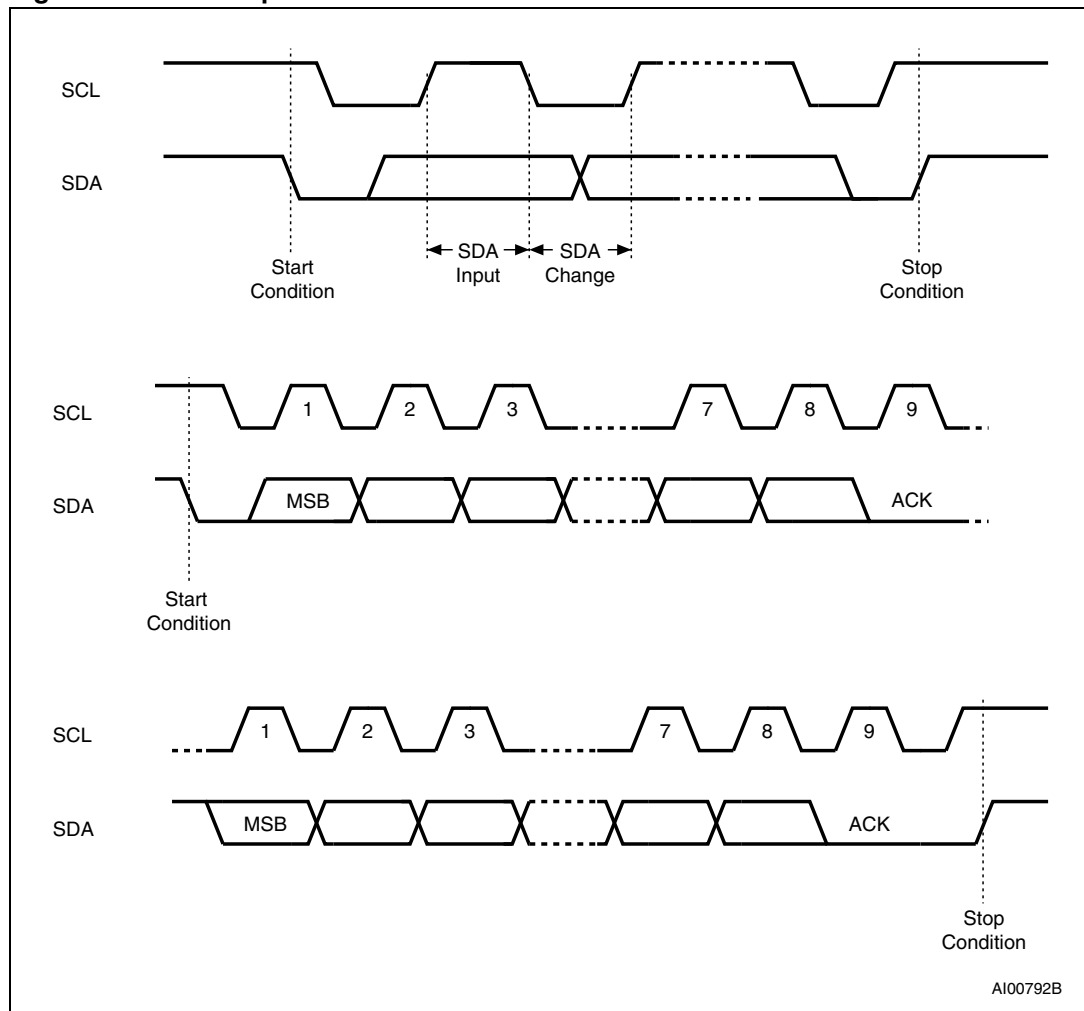 SCL
SDA
SDA
Input
SDA
Change
Start
Condition
Stop
Condition
SCL
1
2
3
7
8
9
SDA
MSB
ACK
Start
Condition
SCL
1
2
3
7
8
9
SDA
MSB
ACK
Stop
Condition
AI00792B